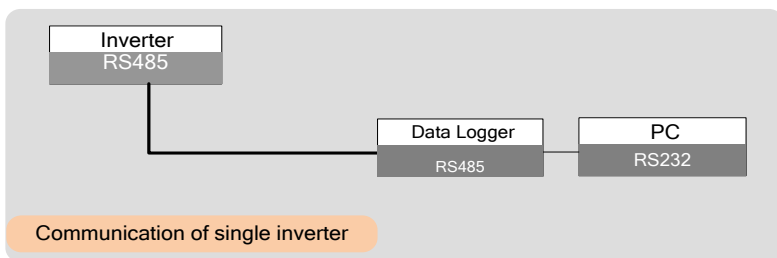 Inverter
RS485
Data Logger
RS485
PC
RS232
Communication of single inverter